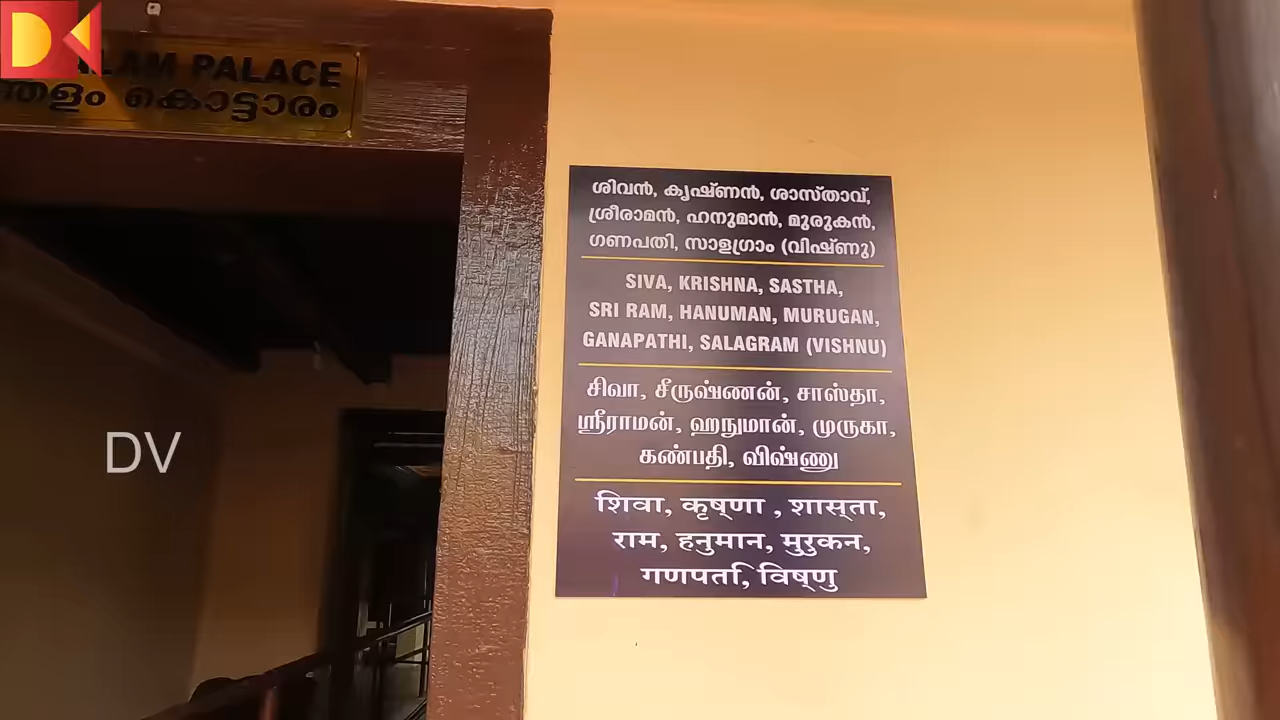 PALACE
കൊട്ടാരം
ശിവൻ, കൃഷ്ണൻ, ശാസ്താവ്,
ശ്രീരാമൻ, ഹനുമാൻ, മുരുകൻ,
ഗണപതി, സാളഗ്രാം (വിഷ്ണു)
SIVA, KRISHNA, SASTHA,
SRI RAM, HANUMAN, MURUGAN,
GANAPATHI, SALAGRAM (VISHNU)
சிவா, சீருஷ்ணன், சாஸ்தா,
ஸ்ரீராமன், ஹநுமான், முருகா,
கண்பதி, விஷ்ணு
शिवा, कृष्णा , शास्ता,
राम, हनुमान, मुरुकन,
गणपति, विष्णु
DV